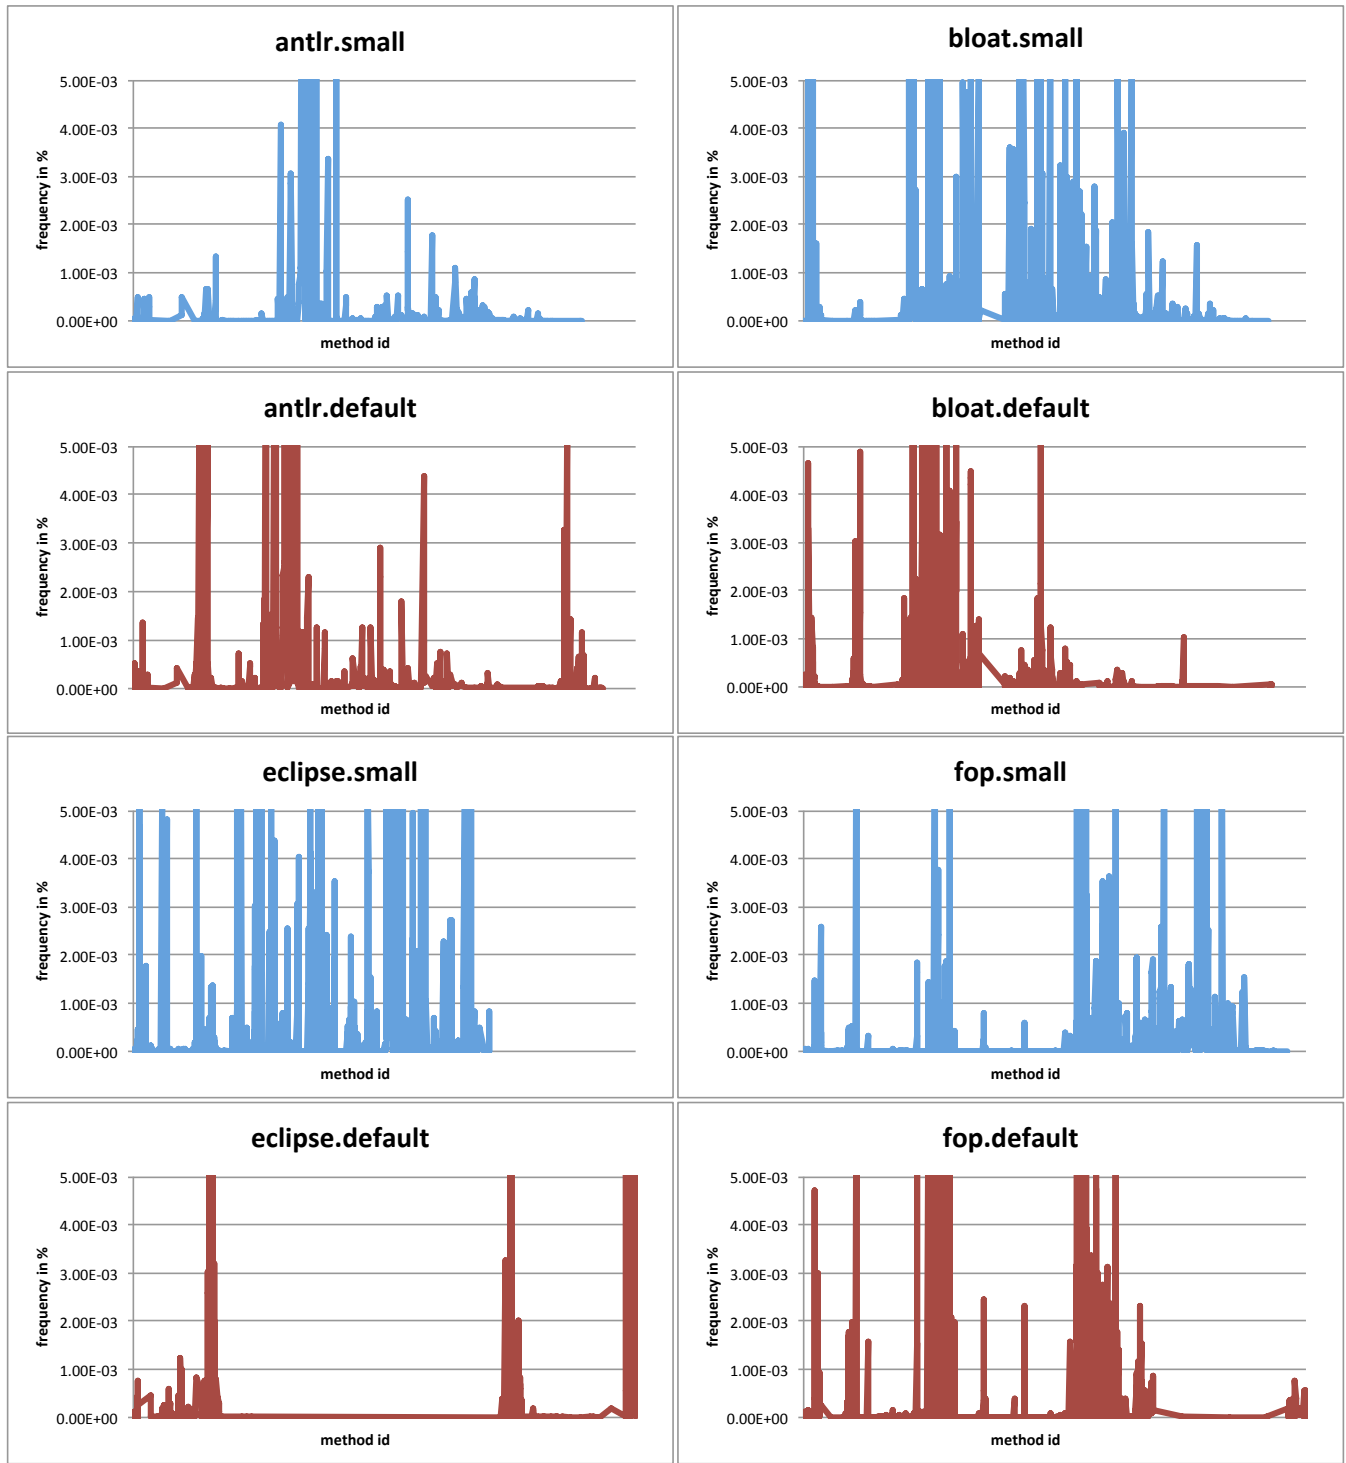 antlr.small
5.00E-03
4.00E-03
3.00E-03
2.00E-03
1.00E-03
0.00E+00
frequency in %
method id
bloat.small
5.00E-03
4.00E-03
3.00E-03
2.00E-03
1.00E-03
0.00E+00
frequency in %
method id
antlr.default
5.00E-03
4.00E-03
3.00E-03
2.00E-03
1.00E-03
0.00E+00
frequency in %
method id
bloat.default
5.00E-03
4.00E-03
3.00E-03
2.00E-03
1.00E-03
0.00E+00
frequency in %
method id
eclipse.small
5.00E-03
4.00E-03
3.00E-03
2.00E-03
1.00E-03
0.00E+00
frequency in %
method id
fop.small
5.00E-03
4.00E-03
3.00E-03
2.00E-03
1.00E-03
0.00E+00
frequency in %
method id
eclipse.default
5.00E-03
4.00E-03
3.00E-03
2.00E-03
1.00E-03
0.00E+00
frequency in %
method id
fop.default
5.00E-03
4.00E-03
3.00E-03
2.00E-03
1.00E-03
0.00E+00
frequency in %
method id